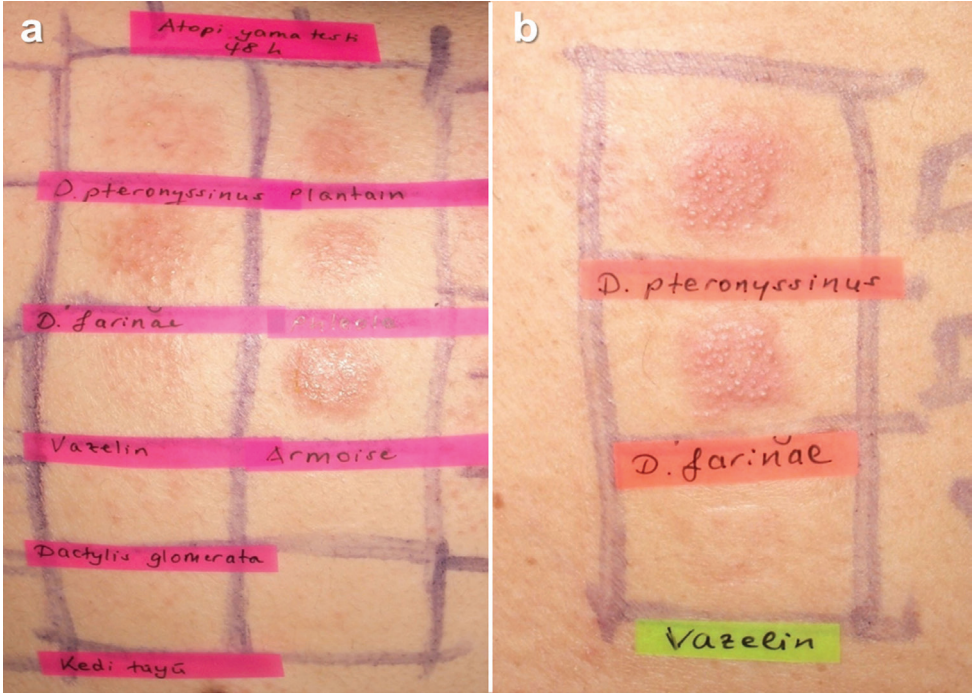 a
Atopi yama testi
48 h
D. pteronyssinus Plantain
D. farinae
Vazelin Armoise
Dactylis glomerata
Kedi tüyü
b
D. pteronyssinus
D. farinae
Vazelin